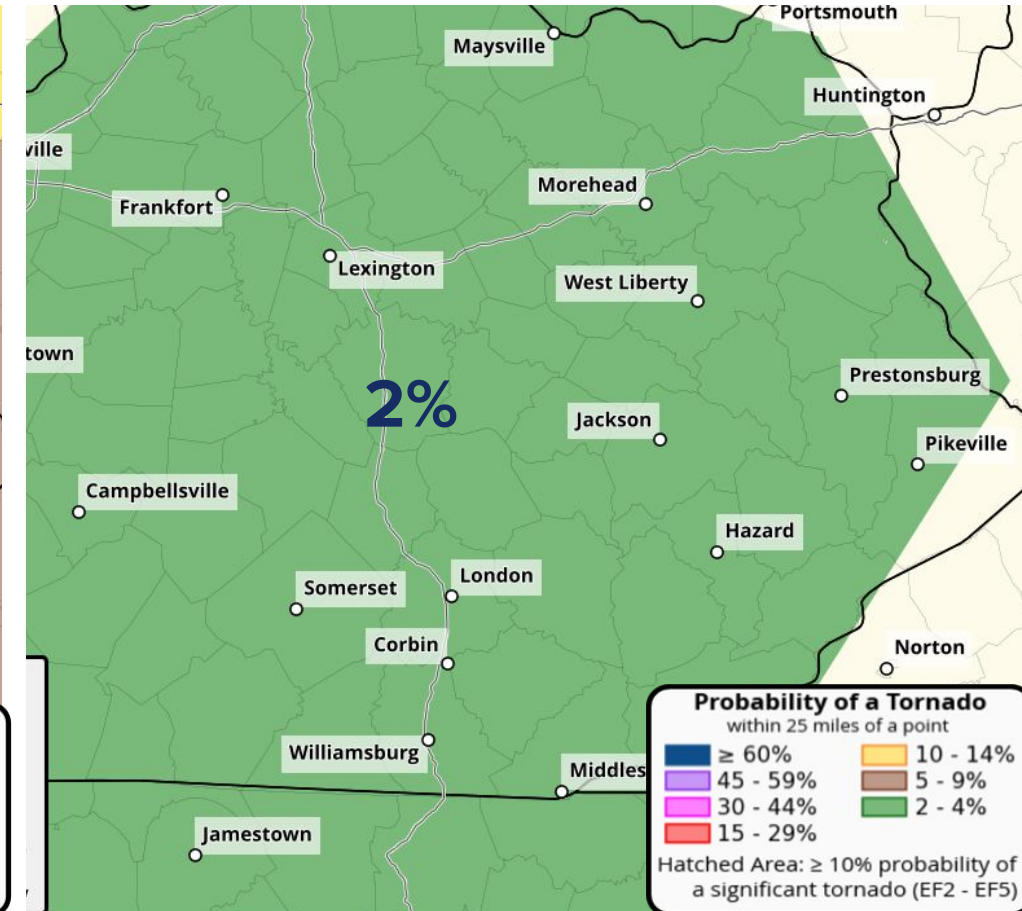 Portsmouth
Maysville
Huntington
ville
Morehead
Frankfort
Lexington
West Liberty
town
Prestonsburg
2%
Jackson
Pikeville
Campbellsville
Hazard
London
Somerset
Corbin
Norton
Williamsburg
Middles
Jamestown
Probability of a Tornado
within 25 miles of a point
≥ 60%
10 - 14%
45 - 59%
5 - 9%
30 - 44%
2 - 4%
15 - 29%
Hatched Area: ≥ 10% probability of
a significant tornado (EF2 - EF5)